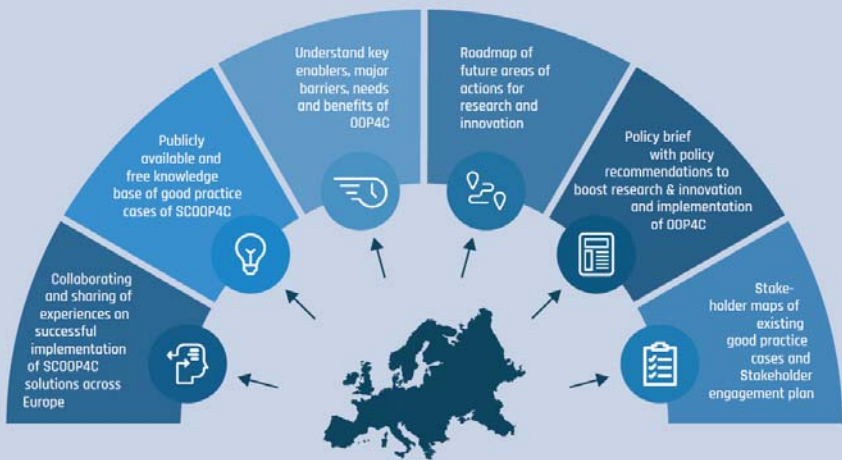 Collaborating
and sharing of
experiences on
successful
implementation
of SCOOP4C
solutions across
Europe
Publicly
available and
free knowledge
base of good practice
cases of SCOOP4C
Understand key
enablers, major
barriers, needs
and benefits of
OOP4C
Roadmap of
future areas of
actions for
research and
innovation
Policy brief
with policy
recommendations to
boost research & innovation
and implementation
of OOP4C
Stake-
holder maps of
existing
good practice
cases and
Stakeholder
engagement plan